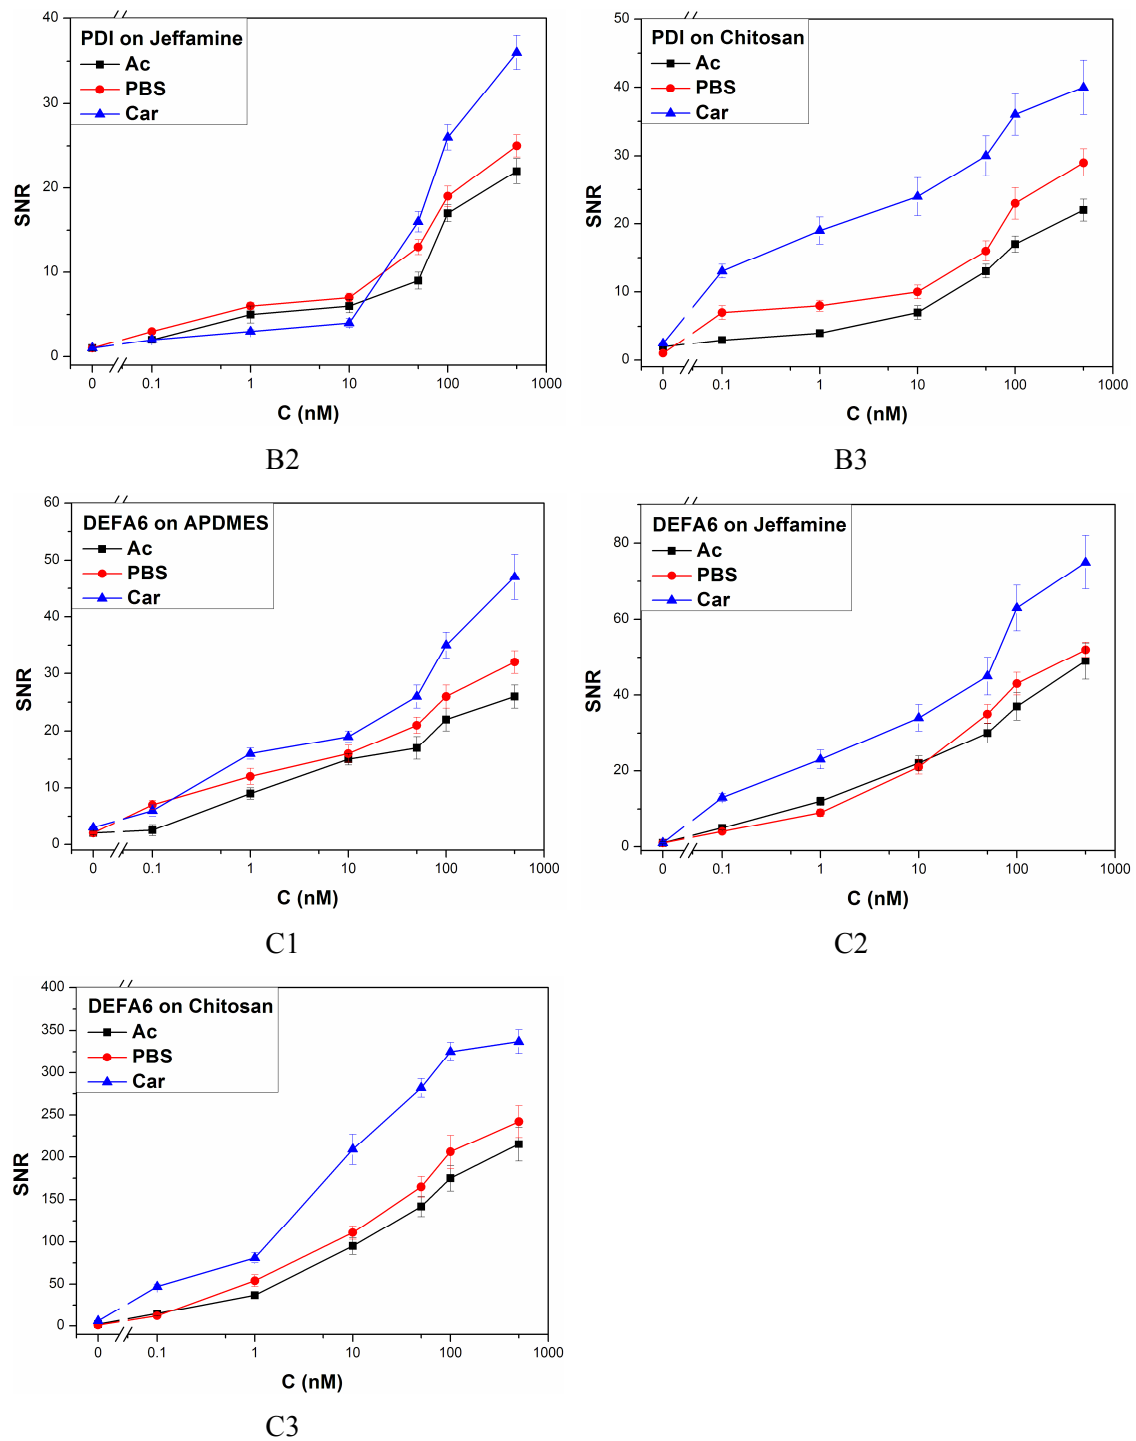 PDI on Jeffamine
Ac
PBS
Car
40
30
20
10
0
SNR
0 0.1 1 10 100 1000
C (nM)
B2
PDI on Chitosan
Ac
PBS
Car
50
40
30
20
10
0
SNR
0 0.1 1 10 100 1000
C (nM)
B3
DEFA6 on APDMES
Ac
PBS
Car
60
50
40
30
20
10
0
SNR
0 0.1 1 10 100 1000
C (nM)
C1
DEFA6 on Jeffamine
Ac
PBS
Car
80
60
40
20
0
SNR
0 0.1 1 10 100 1000
C (nM)
C2
DEFA6 on Chitosan
Ac
PBS
Car
400
350
300
250
200
150
100
50
0
SNR
0 0.1 1 10 100 1000
C (nM)
C3